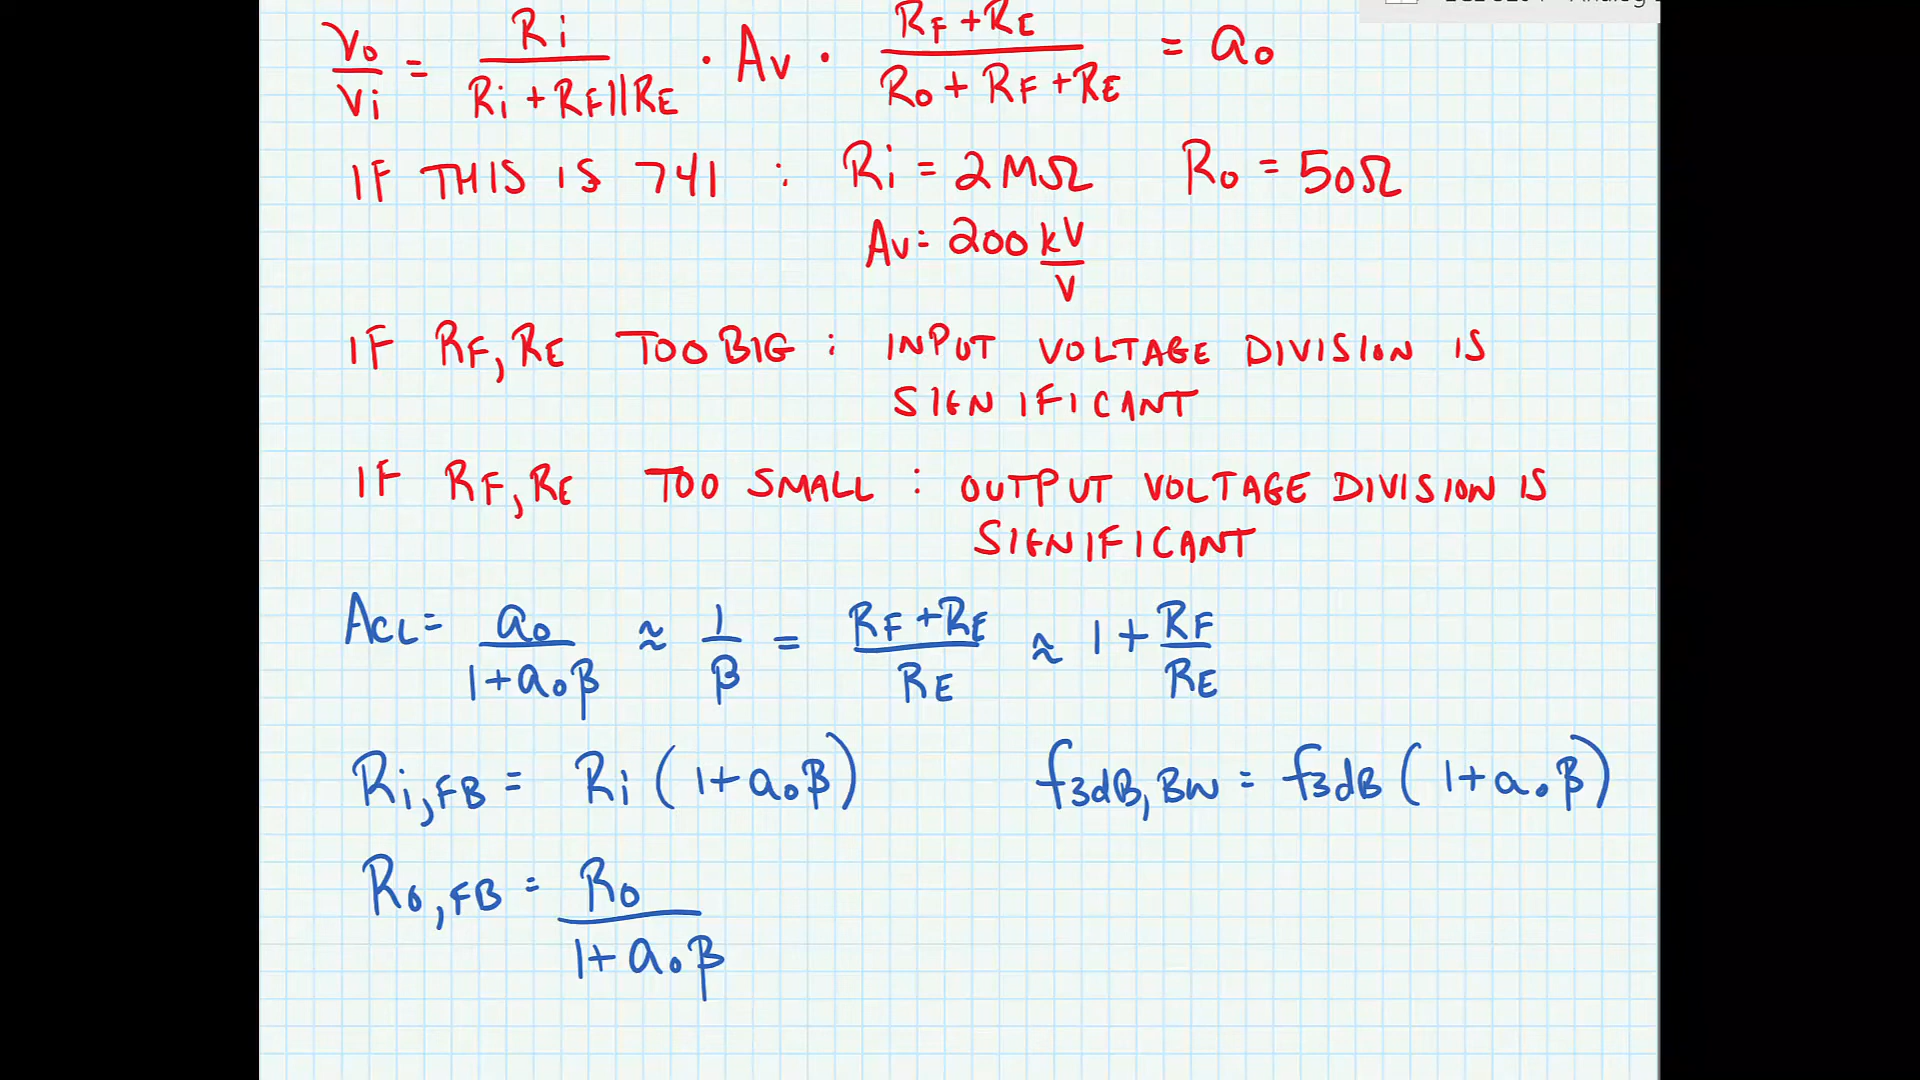 Vo/Vi = Ri/(Ri + RF||RE) · Av · (RF + RE)/(Ro + RF + RE) = ao
IF THIS IS 741 : Ri = 2MΩ Ro = 50Ω
Av = 200 kV/V
IF RF, RE TOO BIG : INPUT VOLTAGE DIVISION IS
SIGNIFICANT
IF RF, RE TOO SMALL : OUTPUT VOLTAGE DIVISION IS
SIGNIFICANT
ACL = ao/(1 + aoβ) ≈ 1/β = (RF + RE)/RE ≈ 1 + RF/RE
Ri,FB = Ri (1 + aoβ) f3dB,BW = f3dB (1 + aoβ)
Ro,FB = Ro/(1 + aoβ)